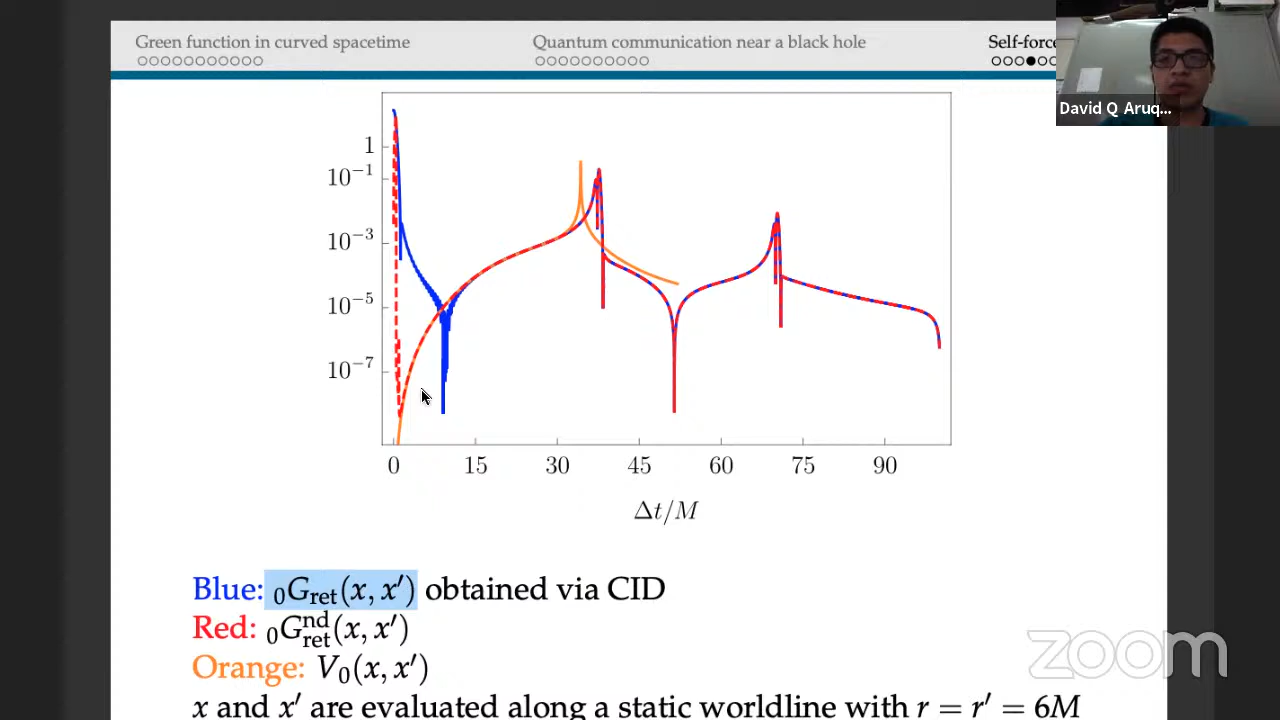 Green function in curved spacetime
Quantum communication near a black hole
Self-force
David Q Aruq...
1
10⁻¹
10⁻³
10⁻⁵
10⁻⁷
0 15 30 45 60 75 90
Δt/M
Blue: ₀G_ret(x, x′) obtained via CID
Red: ₀G^nd_ret(x, x′)
Orange: V₀(x, x′)
x and x′ are evaluated along a static worldline with r = r′ = 6M
zoom